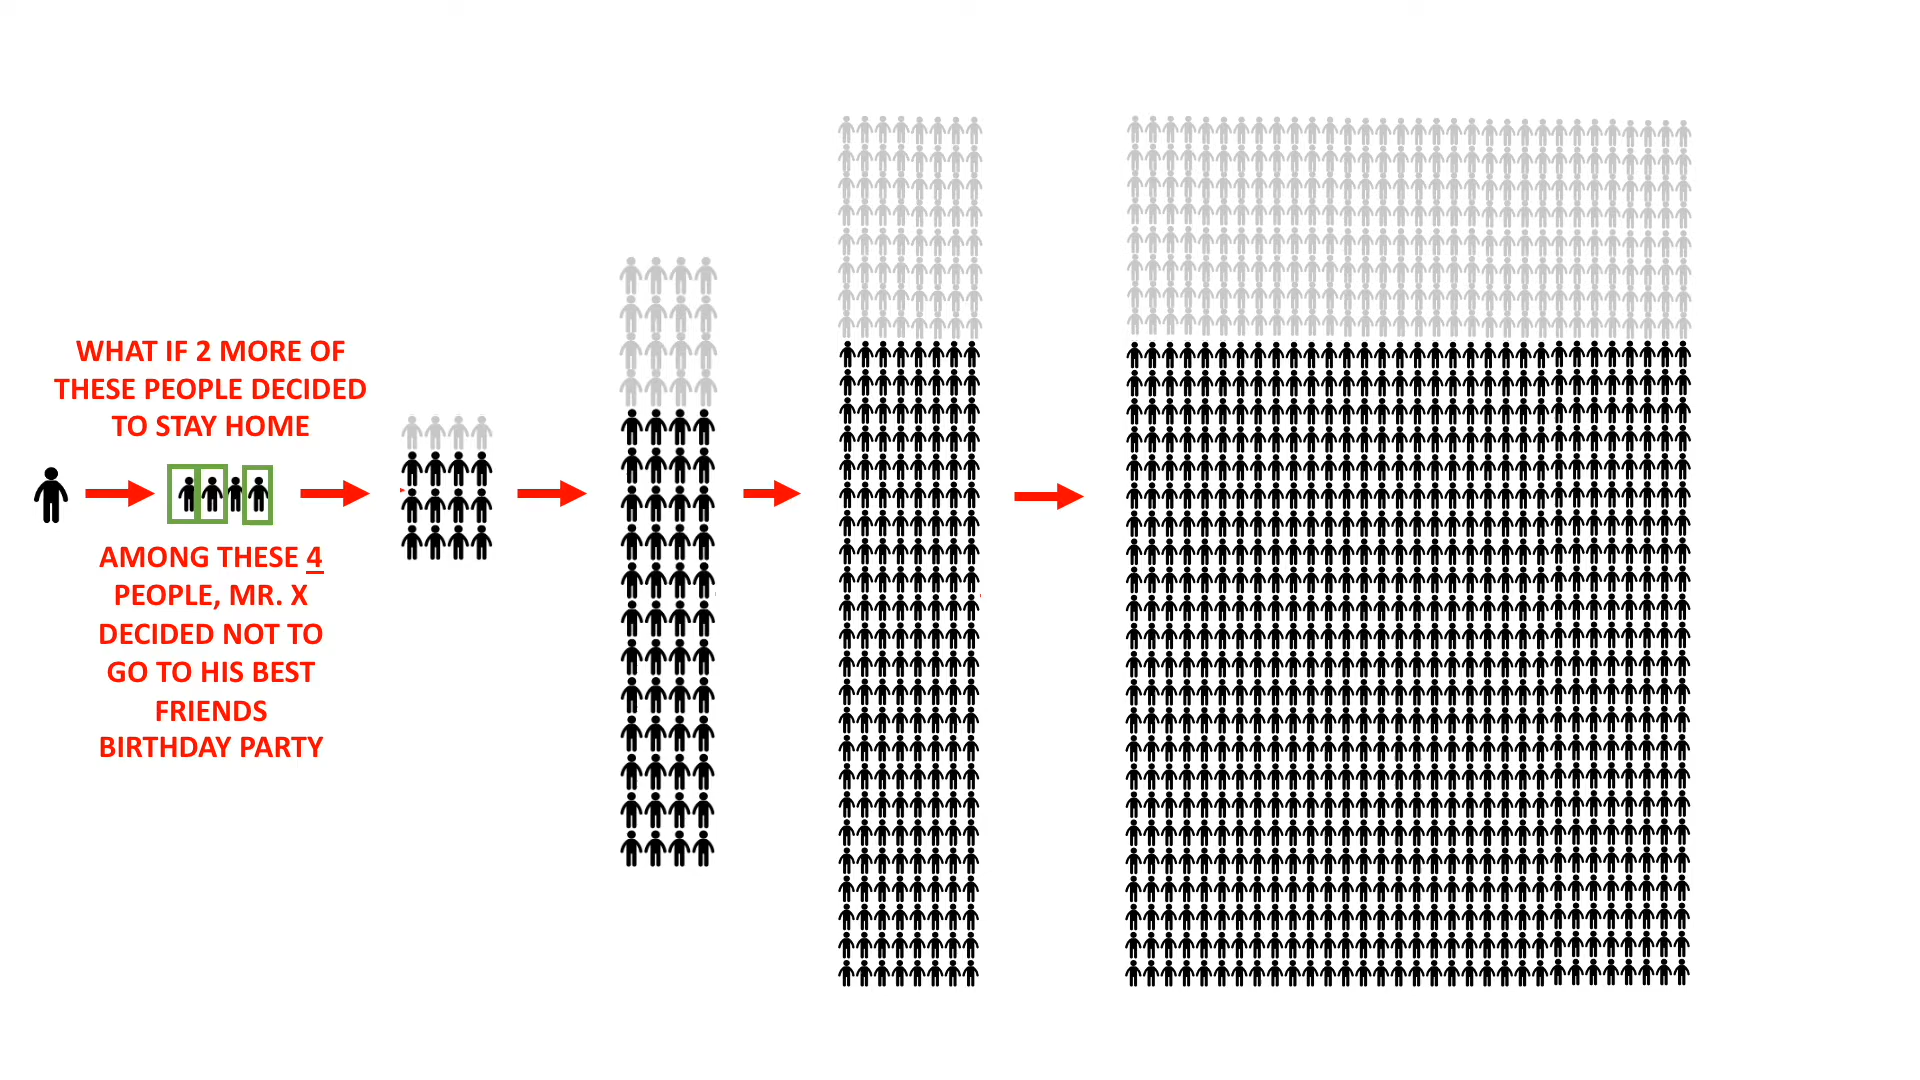 WHAT IF 2 MORE OF
THESE PEOPLE DECIDED
TO STAY HOME
AMONG THESE 4
PEOPLE, MR. X
DECIDED NOT TO
GO TO HIS BEST
FRIENDS
BIRTHDAY PARTY